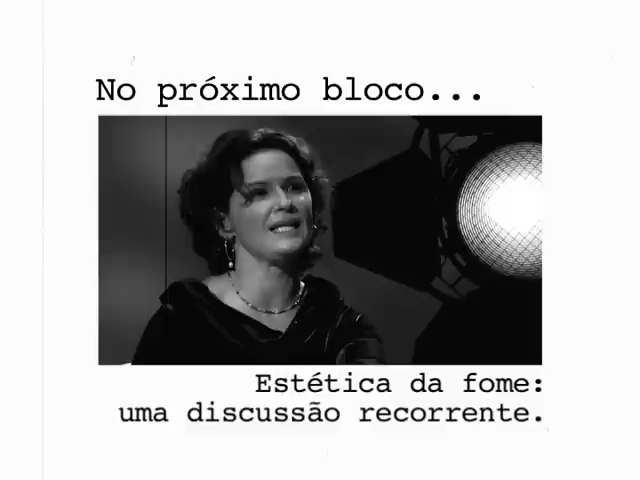 No próximo bloco...
Estética da fome:
uma discussão recorrente.